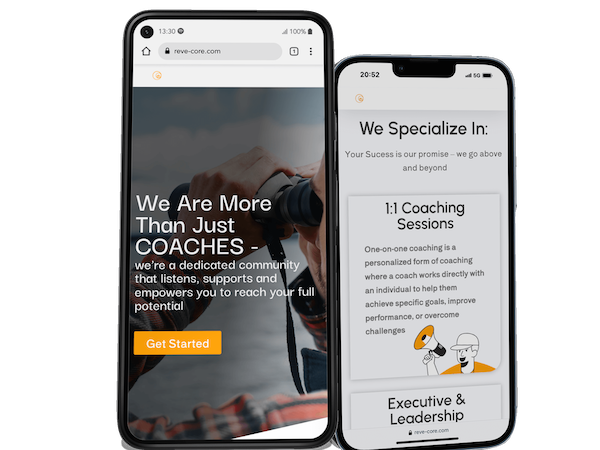 13:30
100%
reve-core.com
1
We Are More
Than Just
COACHES -
we're a dedicated community
that listens, supports and
empowers you to reach your full
potential
Get Started
20:52
5G
We Specialize In:
Your Sucess is our promise – we go above
and beyond
1:1 Coaching
Sessions
One-on-one coaching is a
personalized form of coaching
where a coach works directly with
an individual to help them
achieve specific goals, improve
performance, or overcome
challenges
Executive &
Leadership
reve-core.com